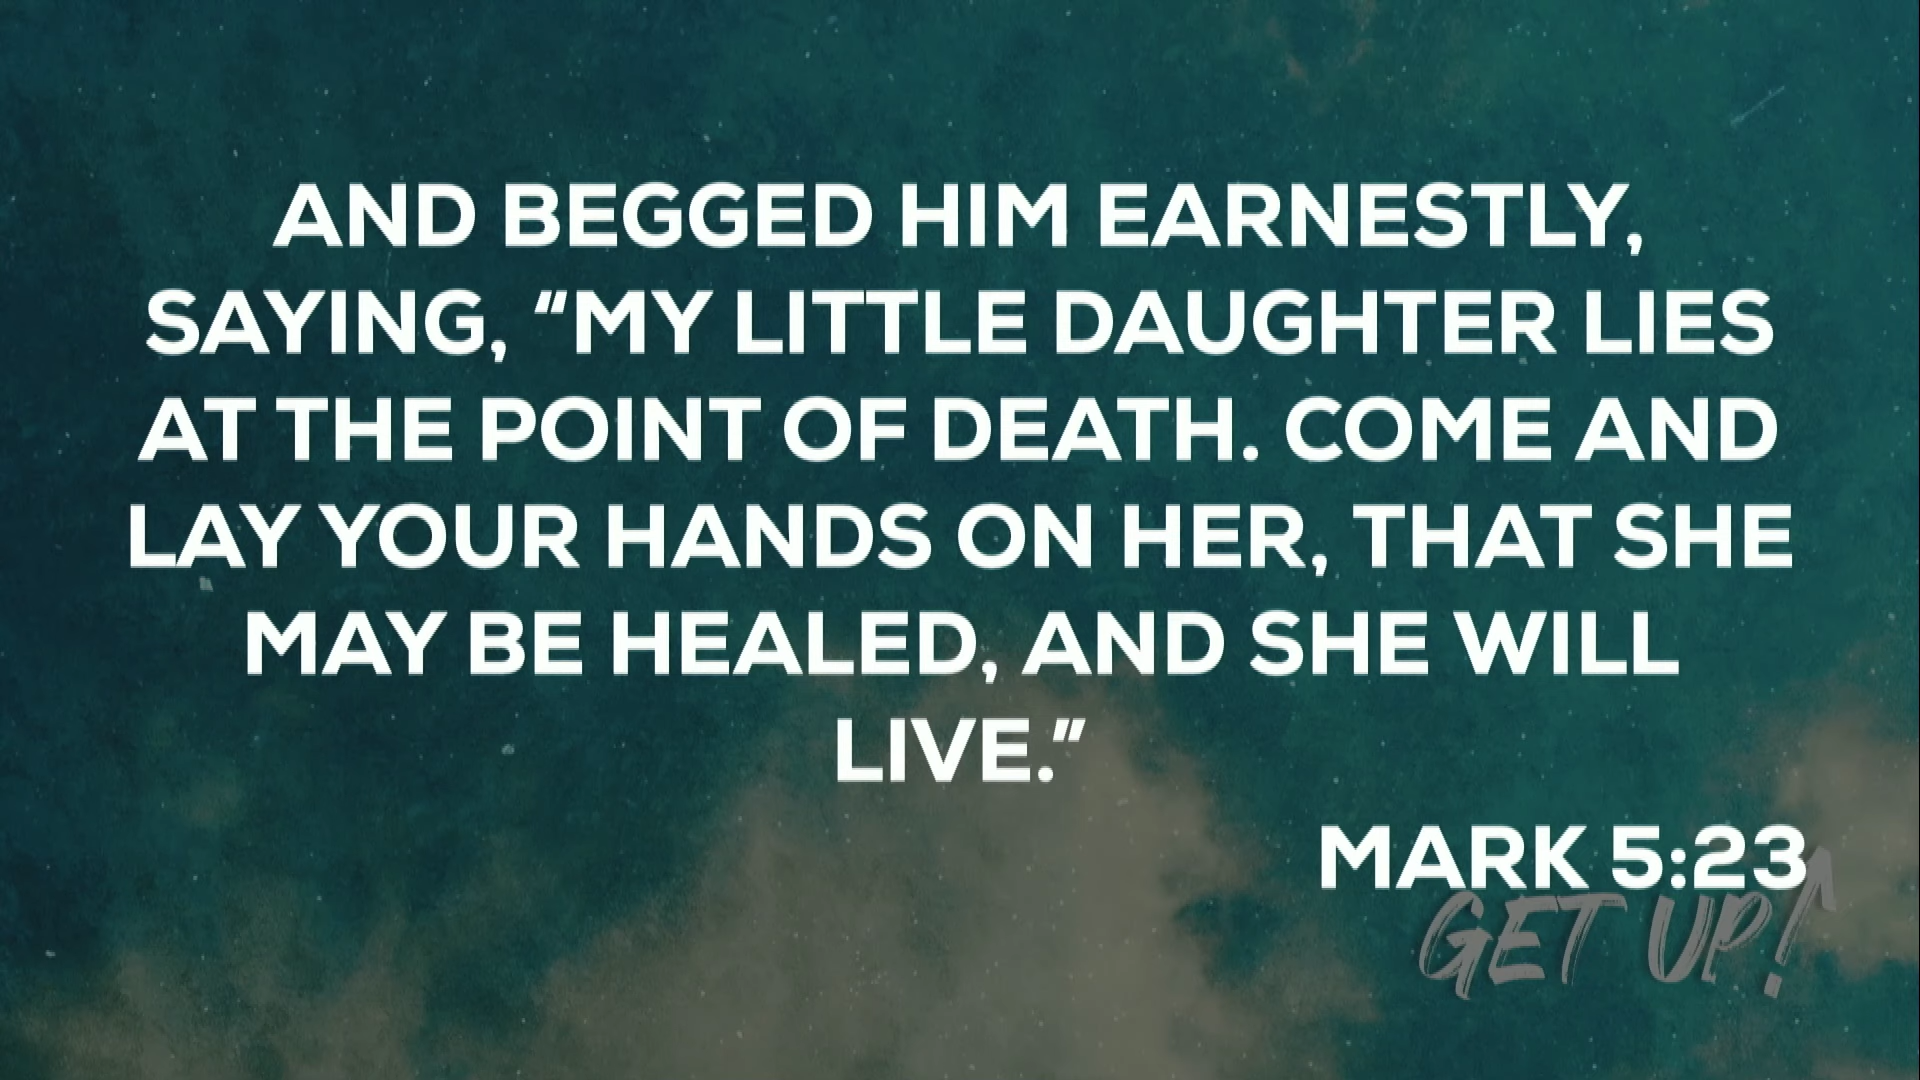 AND BEGGED HIM EARNESTLY,
SAYING, “MY LITTLE DAUGHTER LIES
AT THE POINT OF DEATH. COME AND
LAY YOUR HANDS ON HER, THAT SHE
MAY BE HEALED, AND SHE WILL
LIVE.”
MARK 5:23
GET UP!